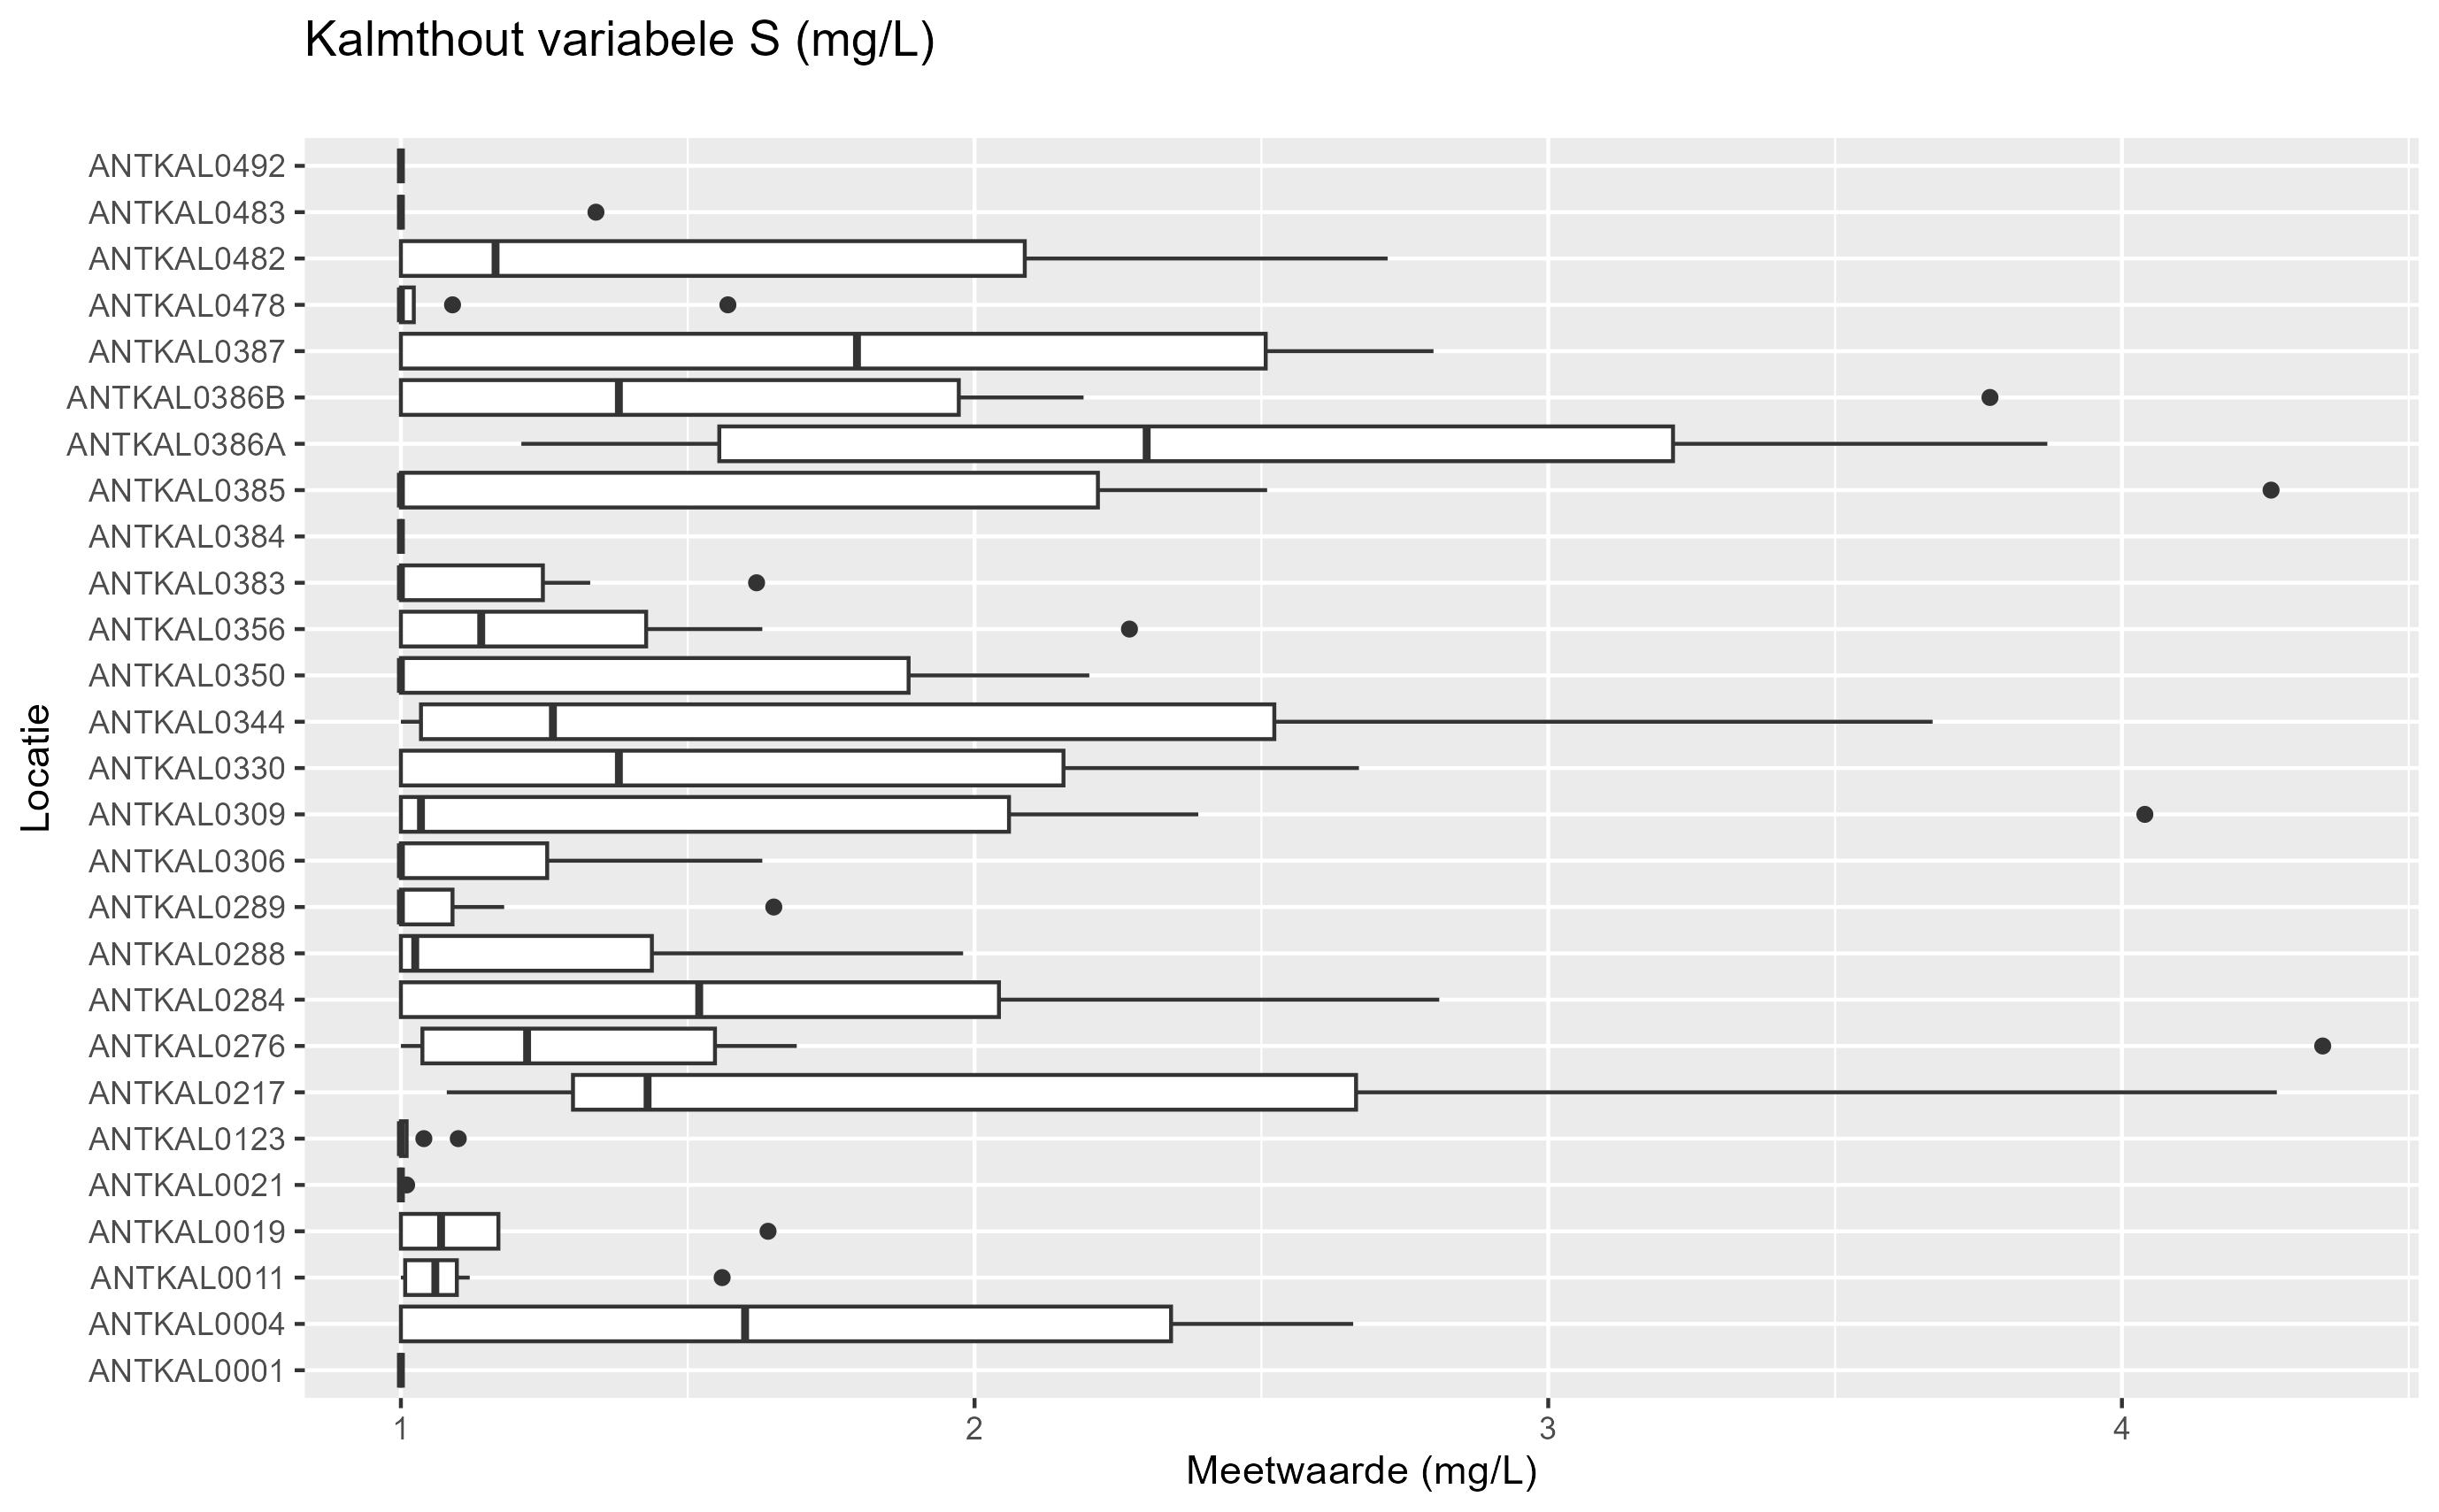 Kalmthout variabele S (mg/L)
ANTKAL0492
ANTKAL0483
ANTKAL0482
ANTKAL0478
ANTKAL0387
ANTKAL0386B
ANTKAL0386A
ANTKAL0385
ANTKAL0384
ANTKAL0383
ANTKAL0356
ANTKAL0350
ANTKAL0344
ANTKAL0330
ANTKAL0309
ANTKAL0306
ANTKAL0289
ANTKAL0288
ANTKAL0284
ANTKAL0276
ANTKAL0217
ANTKAL0123
ANTKAL0021
ANTKAL0019
ANTKAL0011
ANTKAL0004
ANTKAL0001
Locatie
1 2 3 4
Meetwaarde (mg/L)